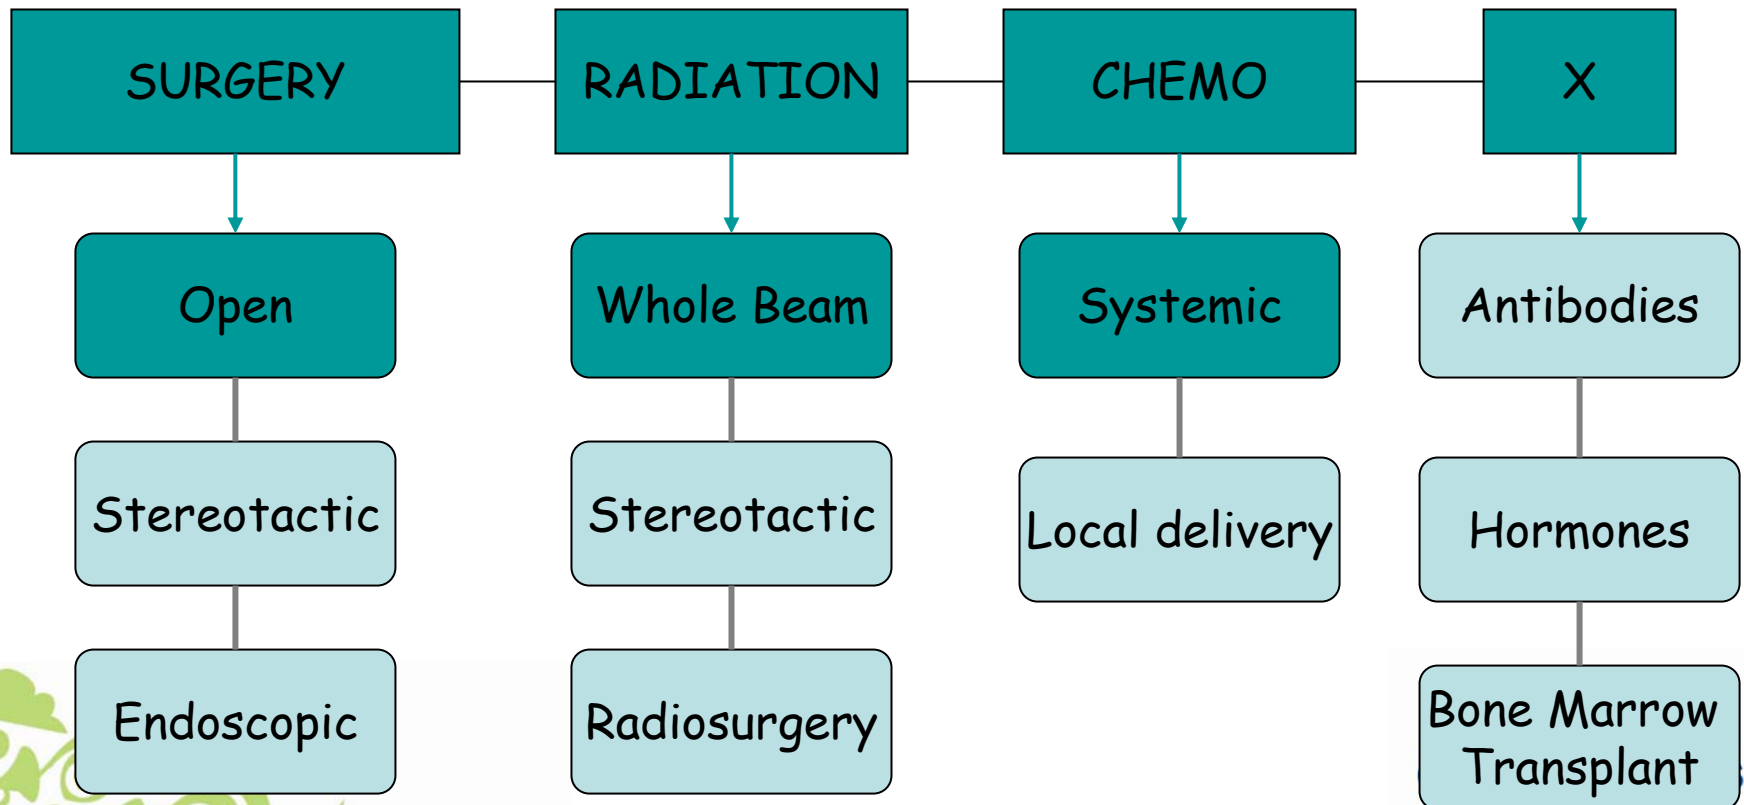 SURGERY
RADIATION
CHEMO
X
Open
Whole Beam
Systemic
Antibodies
Stereotactic
Stereotactic
Local delivery
Hormones
Endoscopic
Radiosurgery
Bone Marrow
Transplant